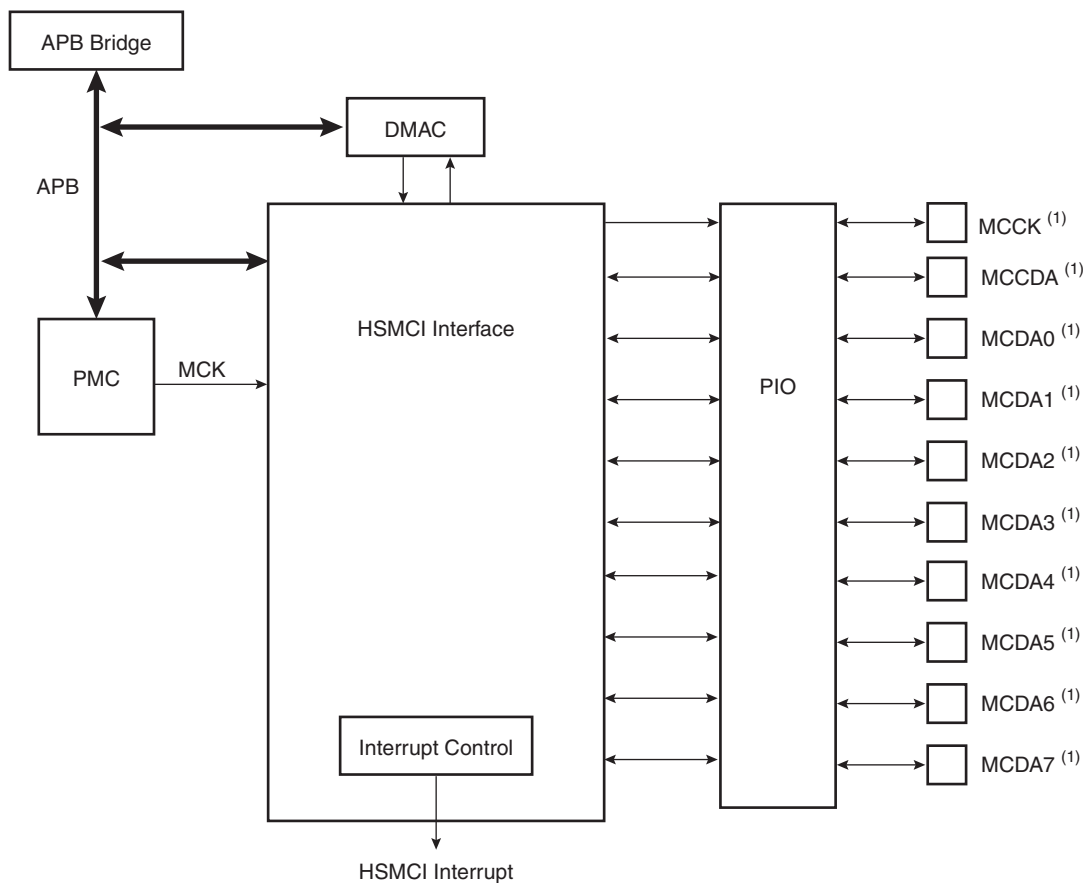 APB Bridge
DMAC
APB
MCCK (1)
MCCDA (1)
HSMCI Interface
MCDA0 (1)
PMC
MCK
PIO
MCDA1 (1)
MCDA2 (1)
MCDA3 (1)
MCDA4 (1)
MCDA5 (1)
MCDA6 (1)
Interrupt Control
MCDA7 (1)
HSMCI Interrupt